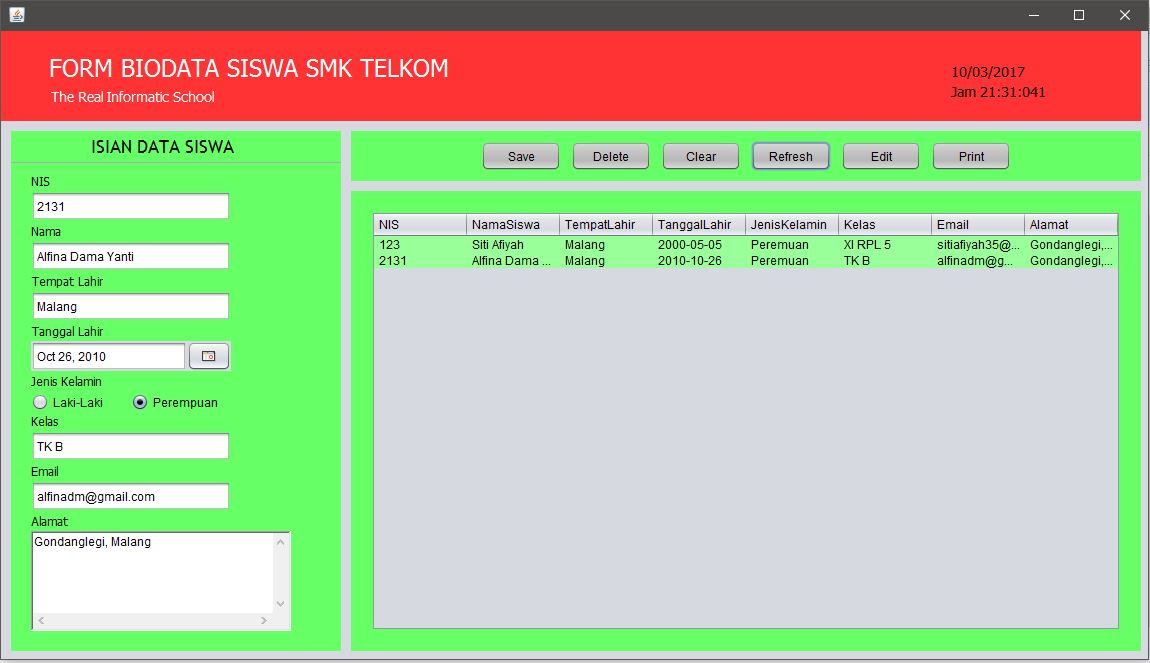 FORM BIODATA SISWA SMK TELKOM
The Real Informatic School
10/03/2017
Jam 21:31:041
ISIAN DATA SISWA
NIS
2131
Nama
Alfina Dama Yanti
Tempat Lahir
Malang
Tanggal Lahir
Oct 26, 2010
Jenis Kelamin
Laki-Laki Perempuan
Kelas
TK B
Email
alfinadm@gmail.com
Alamat
Gondanglegi, Malang
Save Delete Clear Refresh Edit Print
NIS NamaSiswa TempatLahir TanggalLahir JenisKelamin Kelas Email Alamat
123 Siti Afiyah Malang 2000-05-05 Peremuan XI RPL 5 sitiafiyah35@... Gondanglegi,...
2131 Alfina Dama ... Malang 2010-10-26 Peremuan TK B alfinadm@g... Gondanglegi,...